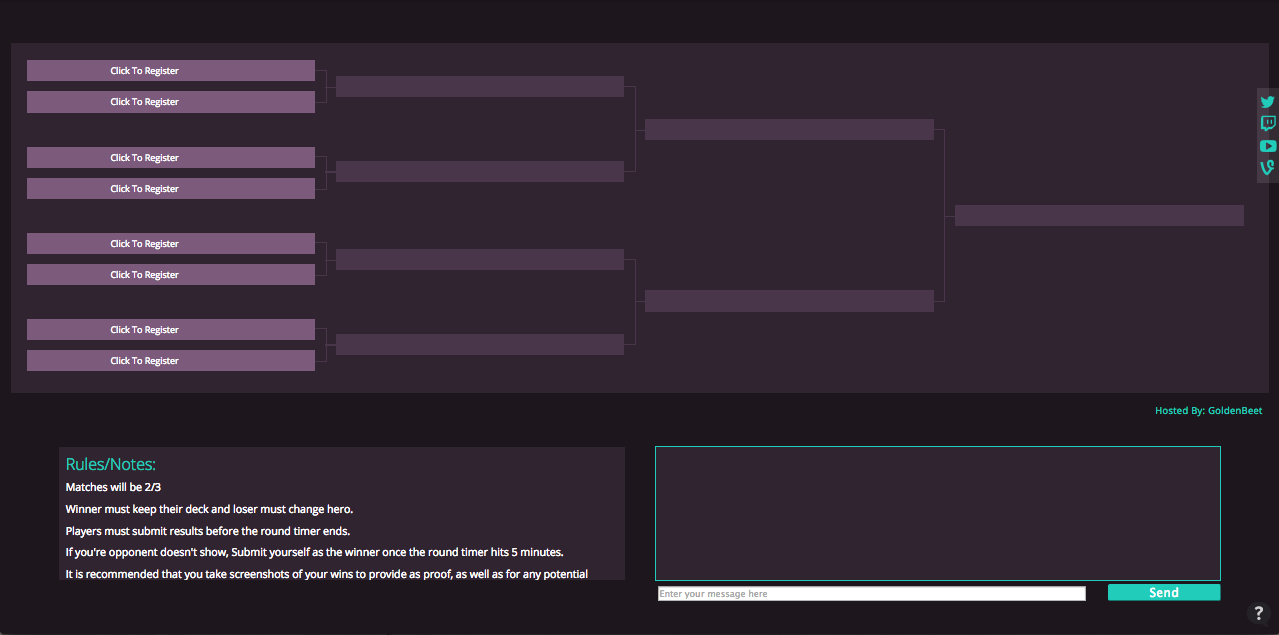 Click To Register
Click To Register
Click To Register
Click To Register
Click To Register
Click To Register
Click To Register
Click To Register
Hosted By: GoldenBeet
Rules/Notes:
Matches will be 2/3
Winner must keep their deck and loser must change hero.
Players must submit results before the round timer ends.
If you're opponent doesn't show, Submit yourself as the winner once the round timer hits 5 minutes.
It is recommended that you take screenshots of your wins to provide as proof, as well as for any potential
Enter your message here
Send
?